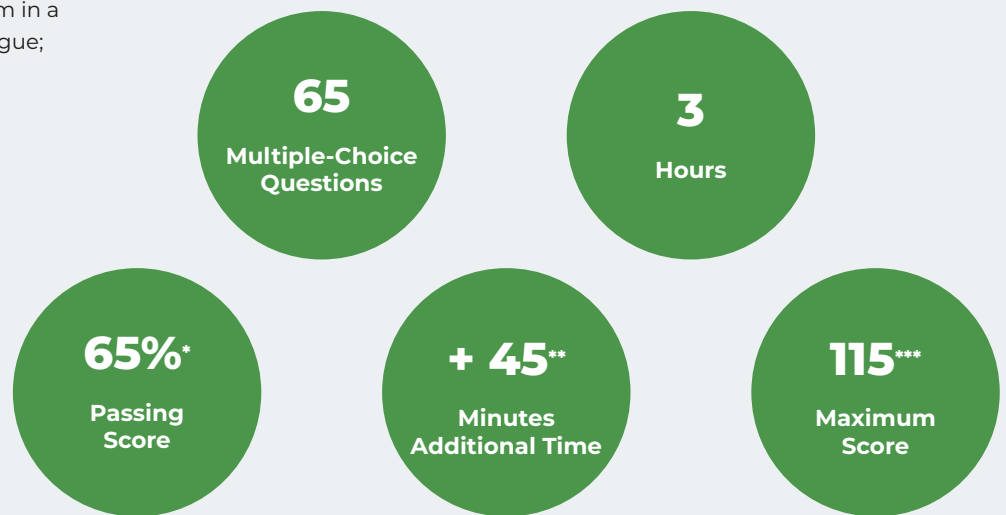 m in a
gue;
65
Multiple-Choice
Questions
3
Hours
65%*
Passing
Score
+ 45**
Minutes
Additional Time
115***
Maximum
Score